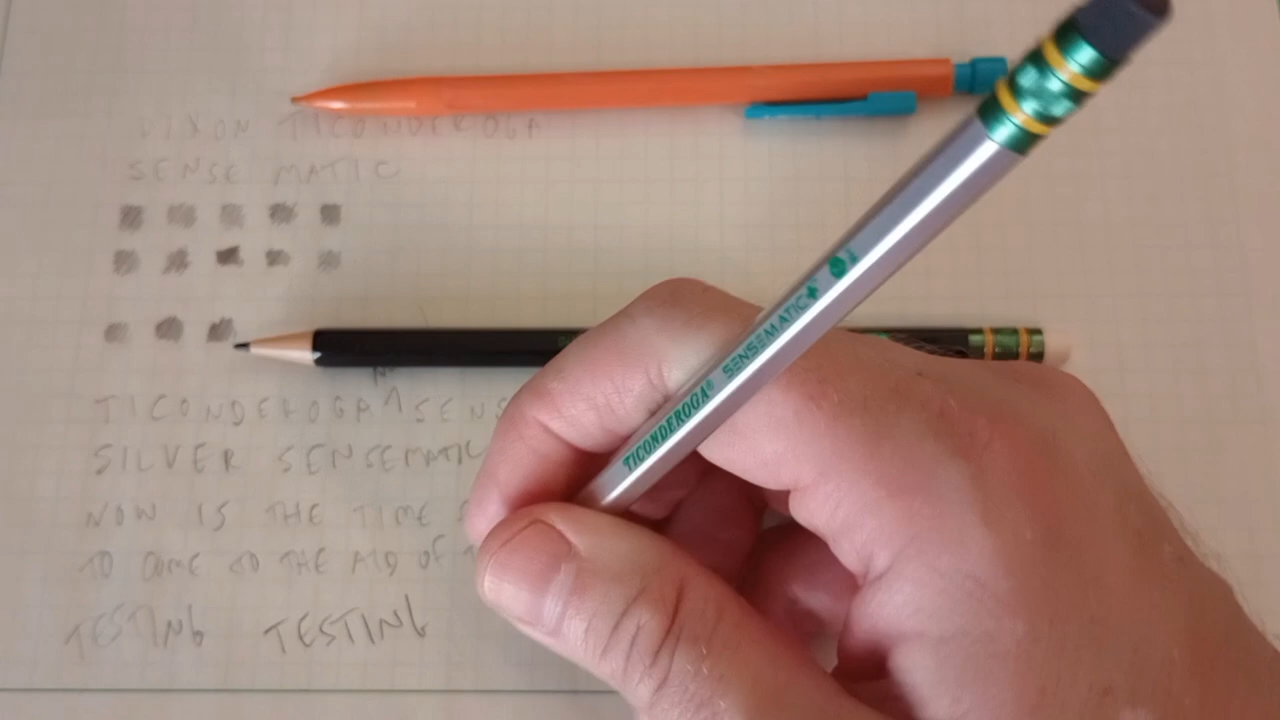 DIXON TICONDEROGA
SENSE MATIC
TICONDEROGA® SENSEMATIC+
TICONDEROGA ^ SENS
SILVER SENSEMATIC
NOW IS THE TIME
TO COME TO THE AID OF
TESTING TESTING